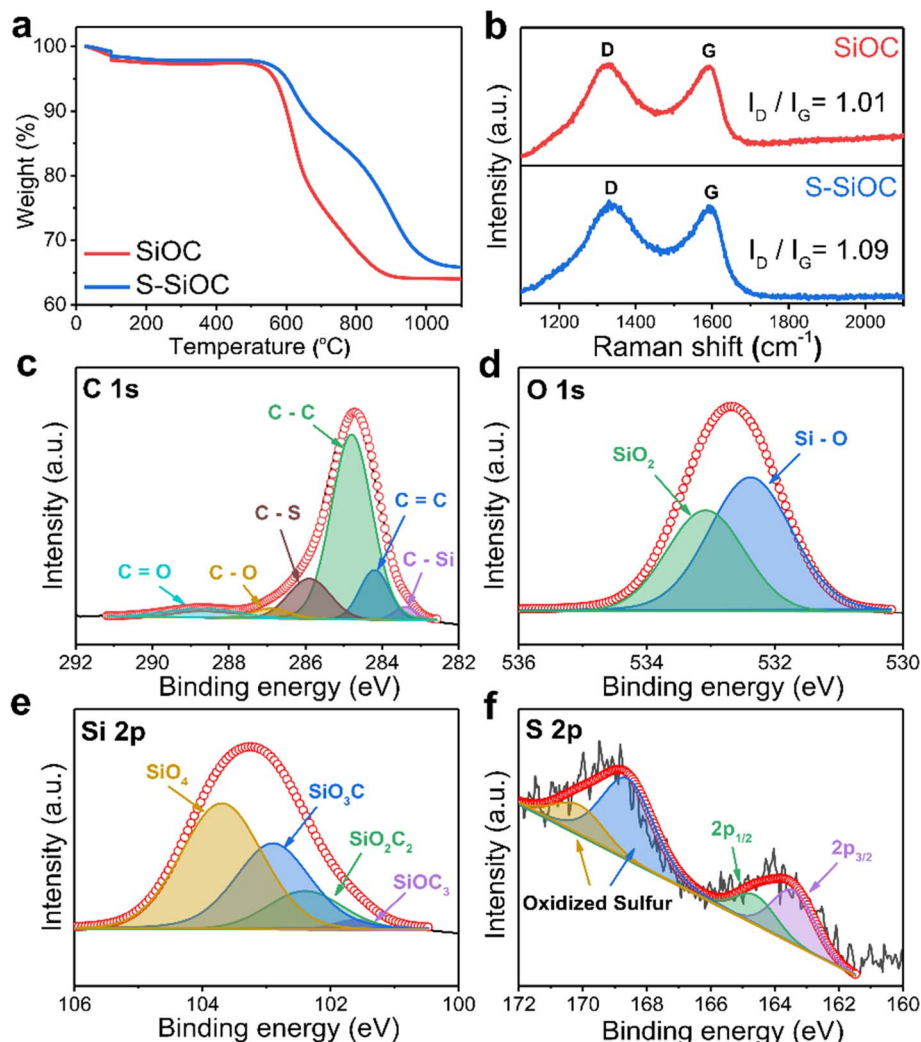 a
100
90
80
70
60
Weight (%)
SiOC
S-SiOC
0 200 400 600 800 1000
Temperature (°C)
b
D
G
SiOC
I_D / I_G= 1.01
D
G
S-SiOC
I_D / I_G= 1.09
Intensity (a.u.)
1200 1400 1600 1800 2000
Raman shift (cm⁻¹)
c
C 1s
C - C
C - S
C = C
C = O
C - O
C - Si
Intensity (a.u.)
292 290 288 286 284 282
Binding energy (eV)
d
O 1s
SiO₂
Si - O
Intensity (a.u.)
536 534 532 530
Binding energy (eV)
e
Si 2p
SiO₄
SiO₃C
SiO₂C₂
SiOC₃
Intensity (a.u.)
106 104 102 100
Binding energy (eV)
f
S 2p
2p₁/₂
2p₃/₂
Oxidized Sulfur
Intensity (a.u.)
172 170 168 166 164 162 160
Binding energy (eV)